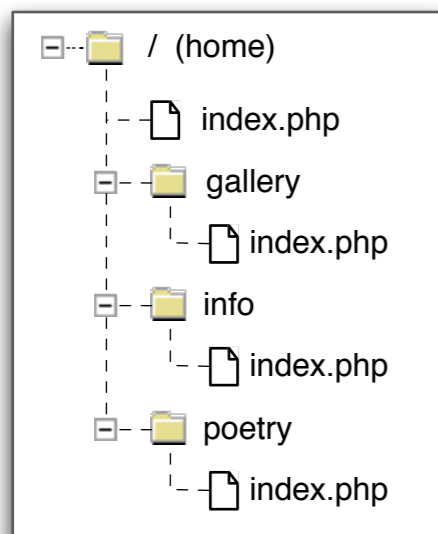 / (home)
index.php
gallery
index.php
info
index.php
poetry
index.php